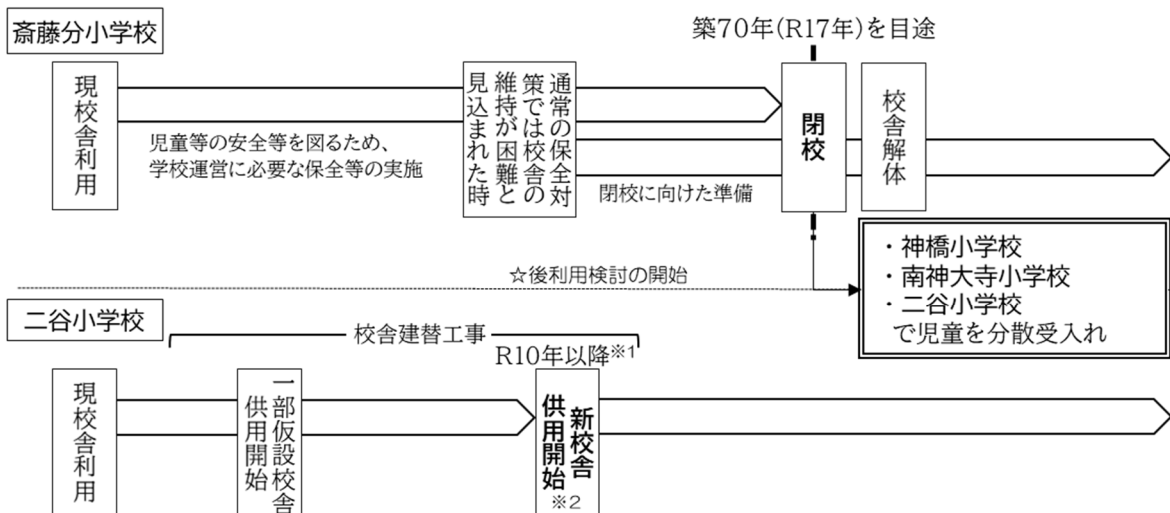 斎藤分小学校
築70年(R17年)を目途
現校舎利用
児童等の安全等を図るため、
学校運営に必要な保全等の実施
通常の保全対
策では校舎の
維持が困難と
見込まれた時
閉校に向けた準備
閉校
校舎解体
☆後利用検討の開始
・神橋小学校
・南神大寺小学校
・二谷小学校
で児童を分散受入れ
二谷小学校
校舎建替工事
R10年以降※1
現校舎利用
一部仮設校舎
供用開始
新校舎
供用開始
※2